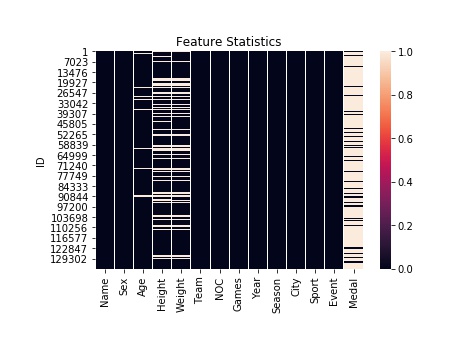 Feature Statistics
1
7023
13476
19927
26547
33042
39307
45805
52265
58839
64999
71240
77749
84333
90844
97200
103698
110256
116577
122847
129302
ID
Name
Sex
Age
Height
Weight
Team
NOC
Games
Year
Season
City
Sport
Event
Medal
1.0
0.8
0.6
0.4
0.2
0.0